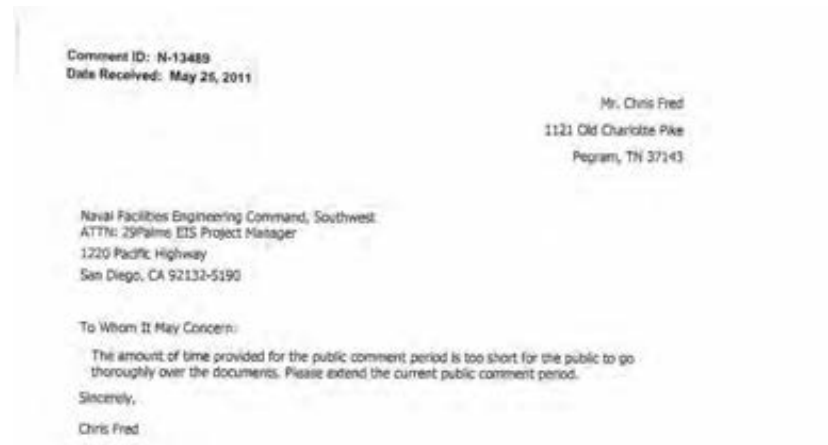 Comment ID: N-13489
Date Received: May 25, 2011
Mr. Chris Fred
1121 Old Charlotte Pike
Pegram, TN 37143
Naval Facilities Engineering Command, Southwest
ATTN: 29Palms EIS Project Manager
1220 Pacific Highway
San Diego, CA 92132-5190
To Whom It May Concern:
The amount of time provided for the public comment period is too short for the public to go
thoroughly over the documents. Please extend the current public comment period.
Sincerely,
Chris Fred